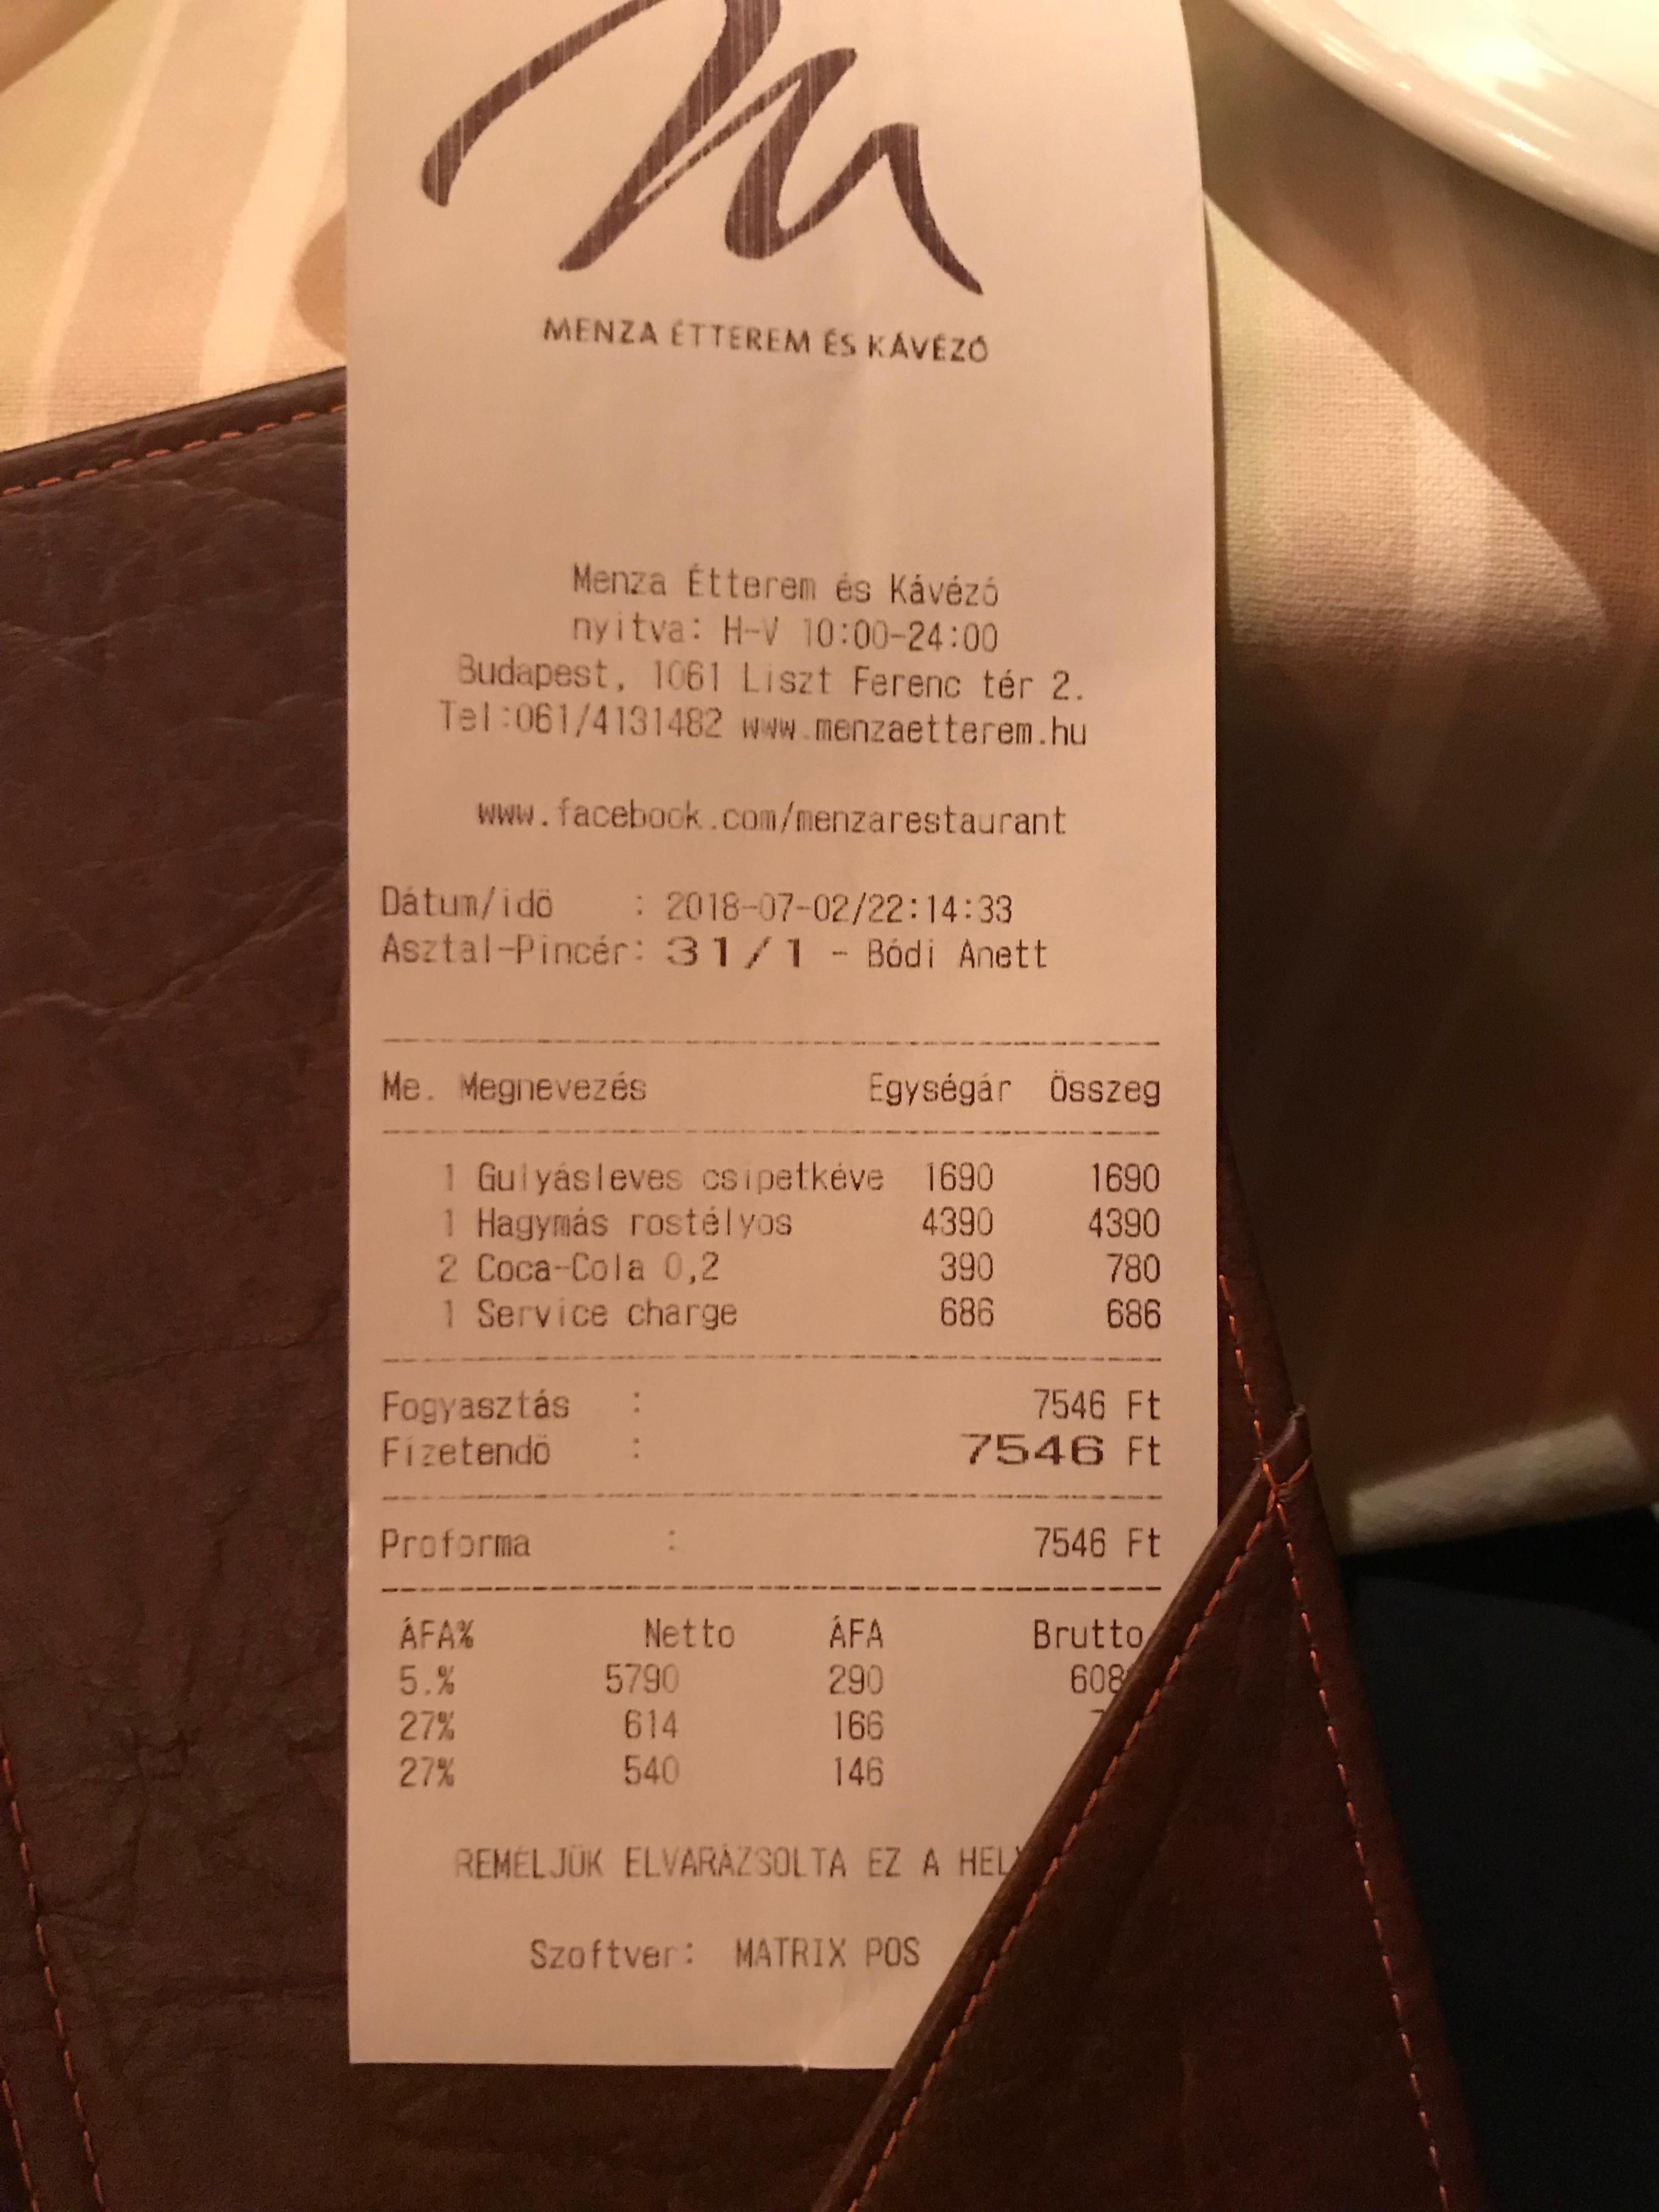 MENZA ÉTTEREM ÉS KÁVÉZÓ
Menza Étterem és Kávézó
nyitva: H-V 10:00-24:00
Budapest, 1061 Liszt Ferenc tér 2.
Tel:061/4131482 www.menzaetterem.hu
www.facebook.com/menzarestaurant
Dátum/idö : 2018-07-02/22:14:33
Asztal-Pincér: 31/1 - Bódi Anett
Me. Megnevezés Egységár Összeg
1 Gulyásleves csipetkéve 1690 1690
1 Hagymás rostélyos 4390 4390
2 Coca-Cola 0,2 390 780
1 Service charge 686 686
Fogyasztás : 7546 Ft
Fizetendö : 7546 Ft
Proforma : 7546 Ft
ÁFA% Netto ÁFA Brutto
5.% 5790 290
27% 614 166
27% 540 146
REMÉLJÜK ELVARÁZSOLTA EZ A
Szoftver: MATRIX POS